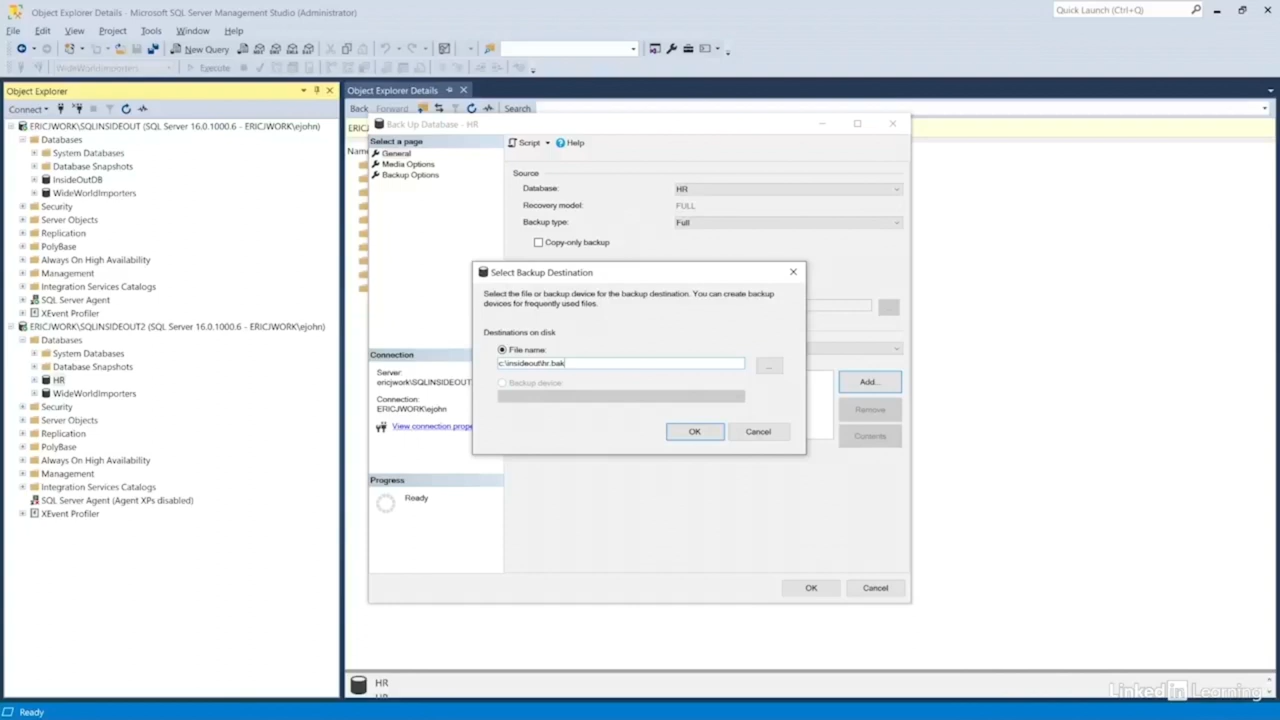 Object Explorer Details - Microsoft SQL Server Management Studio (Administrator)
Quick Launch (Ctrl+Q)
File Edit View Project Tools Window Help
New Query
WideWorldImporters
Execute
Object Explorer
Connect
ERICJWORK\SQLINSIDEOUT (SQL Server 16.0.1000.6 - ERICJWORK\ejohn)
Databases
System Databases
Database Snapshots
InsideOutDB
WideWorldImporters
Security
Server Objects
Replication
PolyBase
Always On High Availability
Management
Integration Services Catalogs
SQL Server Agent
XEvent Profiler
ERICJWORK\SQLINSIDEOUT2 (SQL Server 16.0.1000.6 - ERICJWORK\ejohn)
Databases
System Databases
Database Snapshots
HR
WideWorldImporters
Security
Server Objects
Replication
PolyBase
Always On High Availability
Management
Integration Services Catalogs
SQL Server Agent (Agent XPs disabled)
XEvent Profiler
Object Explorer Details
Back Forward Search
ERICJ
Name
Back Up Database - HR
Select a page
General
Media Options
Backup Options
Script Help
Source
Database: HR
Recovery model: FULL
Backup type: Full
Copy-only backup
Select Backup Destination
Select the file or backup device for the backup destination. You can create backup
devices for frequently used files.
Destinations on disk
File name:
c:\insideout\hr.bak
...
Backup device:
OK Cancel
Add...
Remove
Contents
Connection
Server:
ericjwork\SQLINSIDEOUT
Connection:
ERICJWORK\ejohn
View connection prope
Progress
Ready
OK Cancel
HR
HR
LinkedIn Learning
Ready